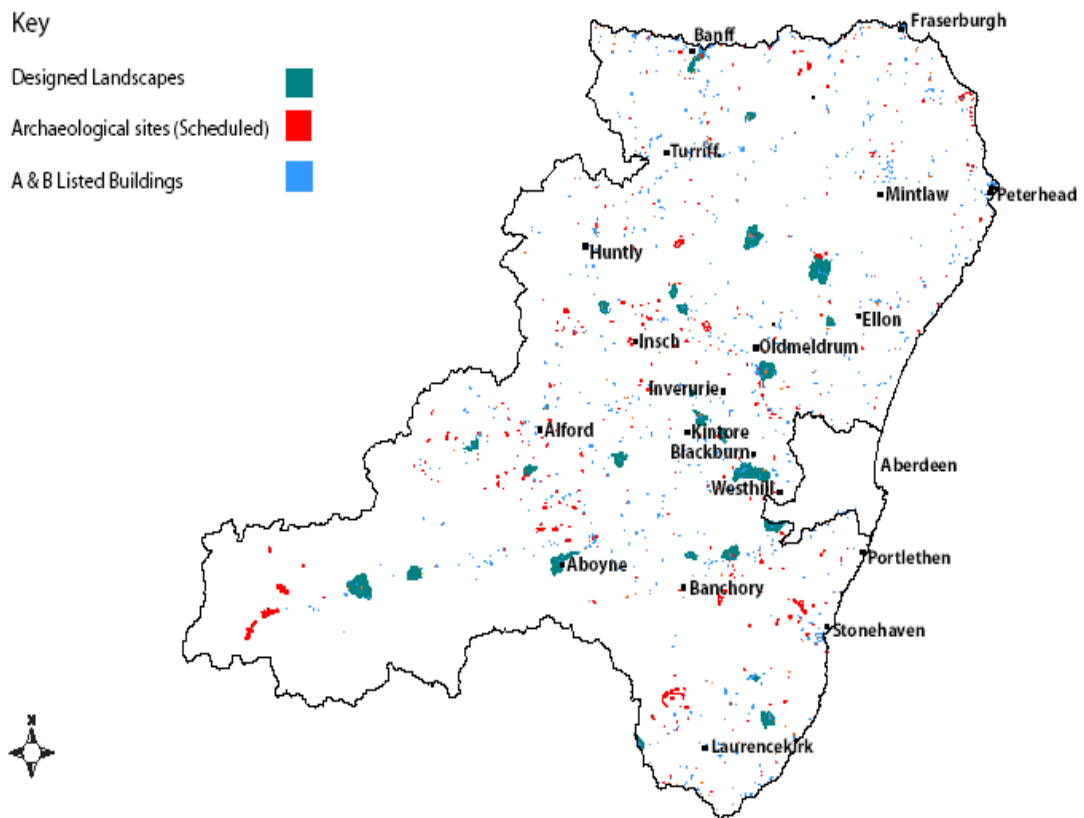 Key
Designed Landscapes
Archaeological sites (Scheduled)
A & B Listed Buildings
Fraserburgh
Banff
Turriff
Mintlaw
Peterhead
Huntly
Ellon
Insch
Oldmeldrum
Inverurie
Alford
Kintore
Blackburn
Aberdeen
Westhill
Portlethen
Aboyne
Banchory
Stonehaven
Laurencekirk
N